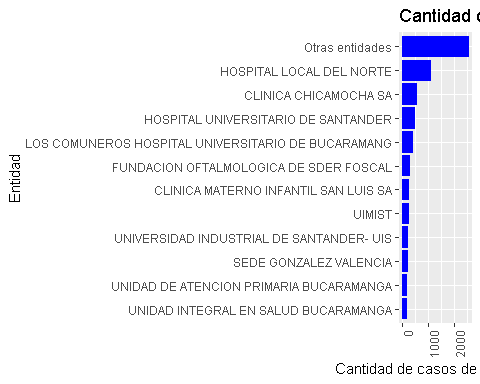 Cantidad
Otras entidades
HOSPITAL LOCAL DEL NORTE
CLINICA CHICAMOCHA SA
HOSPITAL UNIVERSITARIO DE SANTANDER
LOS COMUNEROS HOSPITAL UNIVERSITARIO DE BUCARAMANG
FUNDACION OFTALMOLOGICA DE SDER FOSCAL
CLINICA MATERNO INFANTIL SAN LUIS SA
UIMIST
UNIVERSIDAD INDUSTRIAL DE SANTANDER- UIS
SEDE GONZALEZ VALENCIA
UNIDAD DE ATENCION PRIMARIA BUCARAMANGA
UNIDAD INTEGRAL EN SALUD BUCARAMANGA
Entidad
0
1000
2000
Cantidad de casos de